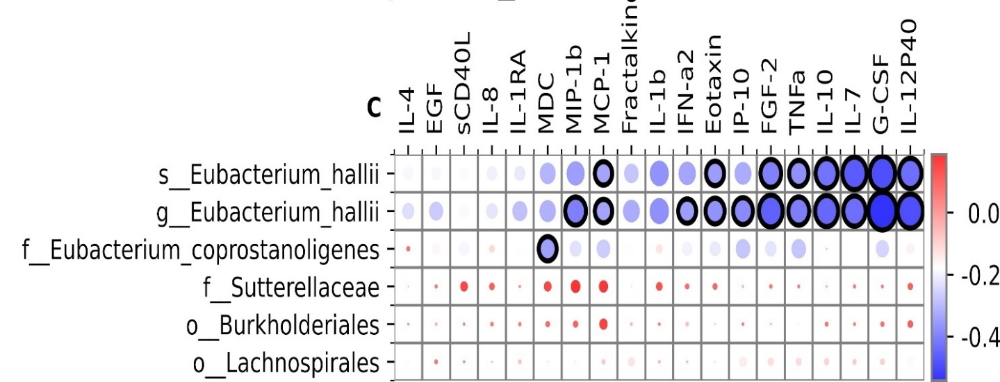 C
IL-4
EGF
sCD40L
IL-8
IL-1RA
MDC
MIP-1b
MCP-1
Fractalkine
IL-1b
IFN-a2
Eotaxin
IP-10
FGF-2
TNFa
IL-10
IL-7
G-CSF
IL-12P40
s__Eubacterium_hallii
g__Eubacterium_hallii
f__Eubacterium_coprostanoligenes
f__Sutterellaceae
o__Burkholderiales
o__Lachnospirales
0.0
-0.2
-0.4